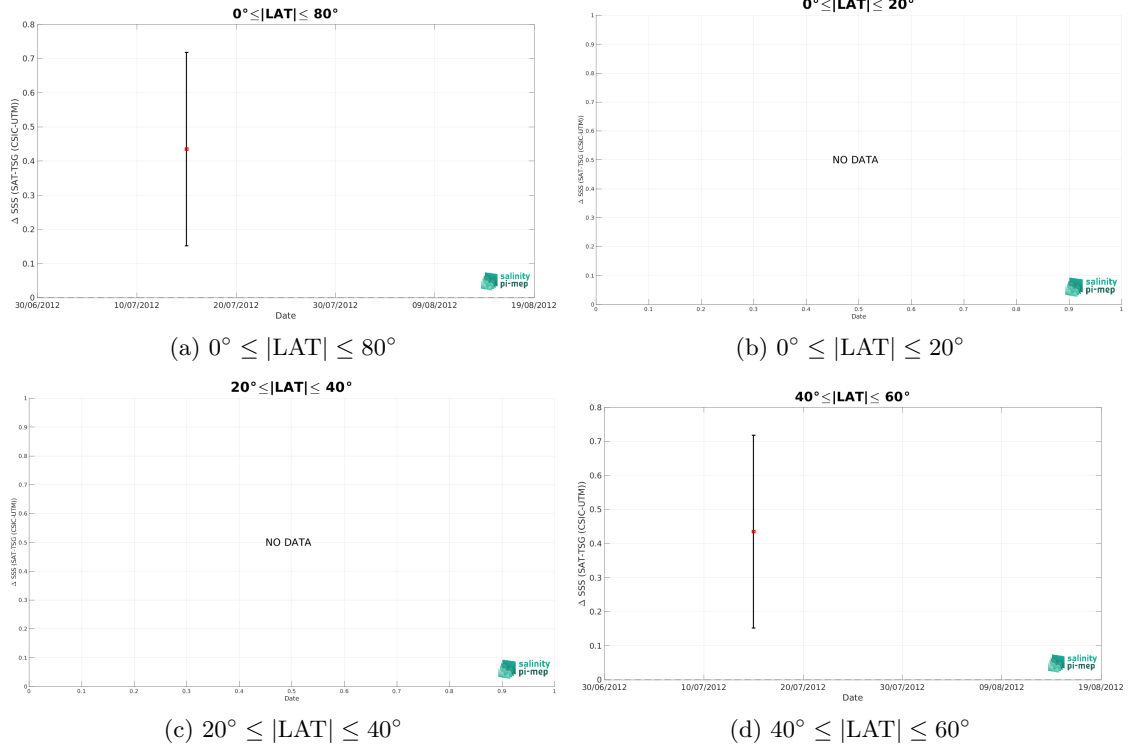 0°≤|LAT|≤ 80°
0.8
0.7
0.6
0.5
0.4
0.3
0.2
0.1
0
Δ SSS (SAT-TSG (CSIC-UTM))
30/06/2012 10/07/2012 20/07/2012 30/07/2012 09/08/2012 19/08/2012
Date
salinity
pi-mep
(a) 0° ≤ |LAT| ≤ 80°
0°≤|LAT|≤ 20°
1
0.9
0.8
0.7
0.6
0.5
0.4
0.3
0.2
0.1
0
Δ SSS (SAT-TSG (CSIC-UTM))
NO DATA
0 0.1 0.2 0.3 0.4 0.5 0.6 0.7 0.8 0.9 1
Date
salinity
pi-mep
(b) 0° ≤ |LAT| ≤ 20°
20°≤|LAT|≤ 40°
1
0.9
0.8
0.7
0.6
0.5
0.4
0.3
0.2
0.1
0
Δ SSS (SAT-TSG (CSIC-UTM))
NO DATA
0 0.1 0.2 0.3 0.4 0.5 0.6 0.7 0.8 0.9 1
Date
salinity
pi-mep
(c) 20° ≤ |LAT| ≤ 40°
40°≤|LAT|≤ 60°
0.8
0.7
0.6
0.5
0.4
0.3
0.2
0.1
0
Δ SSS (SAT-TSG (CSIC-UTM))
30/06/2012 10/07/2012 20/07/2012 30/07/2012 09/08/2012 19/08/2012
Date
salinity
pi-mep
(d) 40° ≤ |LAT| ≤ 60°